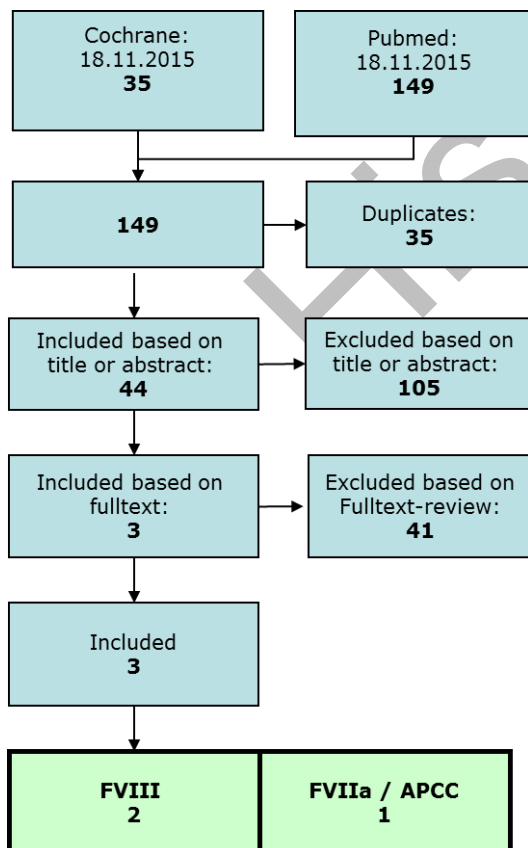 Cochrane:
18.11.2015
35
Pubmed:
18.11.2015
149
149
Duplicates:
35
Included based on
title or abstract:
44
Excluded based on
title or abstract:
105
Included based on
fulltext:
3
Excluded based on
Fulltext-review:
41
Included
3
FVIII
2
FVIIa / APCC
1